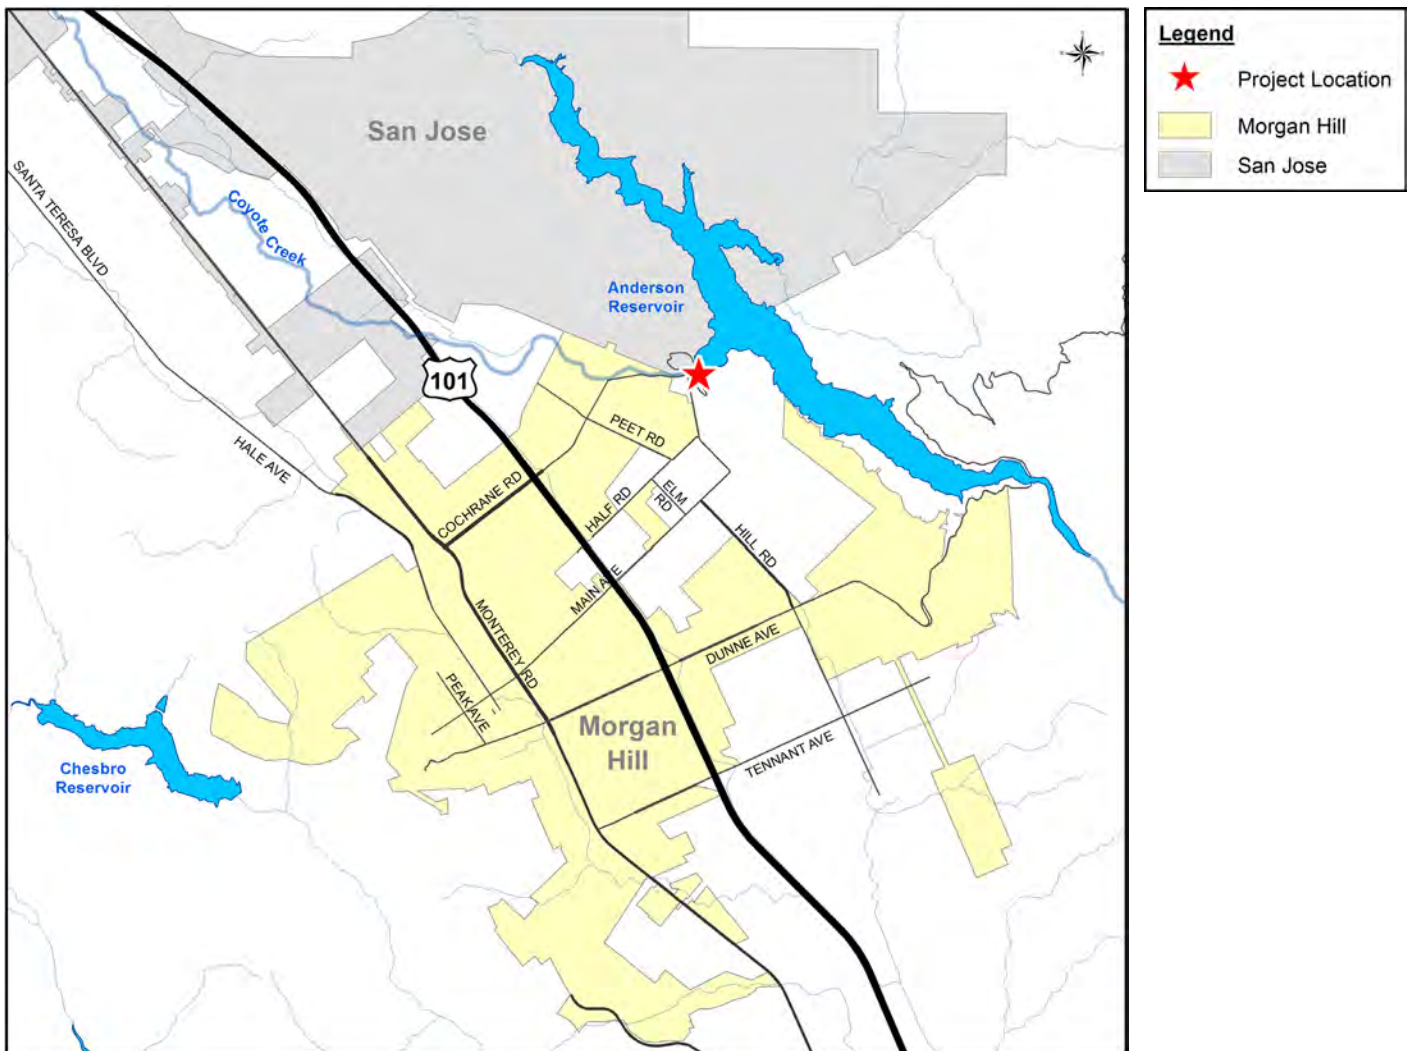 Legend
Project Location
Morgan Hill
San Jose
San Jose
SANTA TERESA BLVD
Coyote Creek
Anderson
Reservoir
101
HALE AVE
PEET RD
COCHRANE RD
HALF RD
ELM
RD
HILL RD
MAIN A E
MONTEREY RD
DUNNE AVE
PEAK AVE
Morgan
Hill
TENNANT AVE
Chesbro
Reservoir